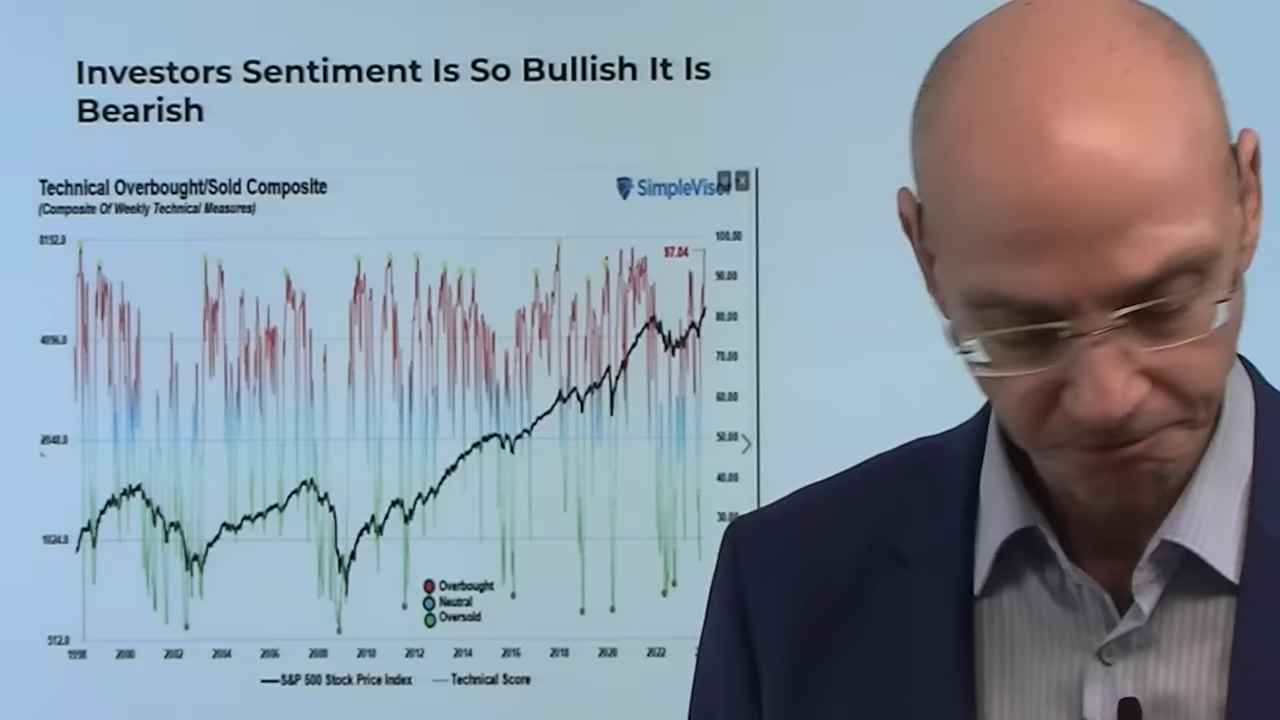 Investors Sentiment Is So Bullish It Is
Bearish
Technical Overbought/Sold Composite
(Composite Of Weekly Technical Measures)
SimpleVisor
8192.0
4096.0
2048.0
1024.0
512.0
100.00
97.04
90.00
80.00
70.00
60.00
50.00
40.00
30.00
Overbought
Neutral
Oversold
1998 2000 2002 2004 2006 2008 2010 2012 2014 2016 2018 2020 2022
S&P 500 Stock Price Index Technical Score